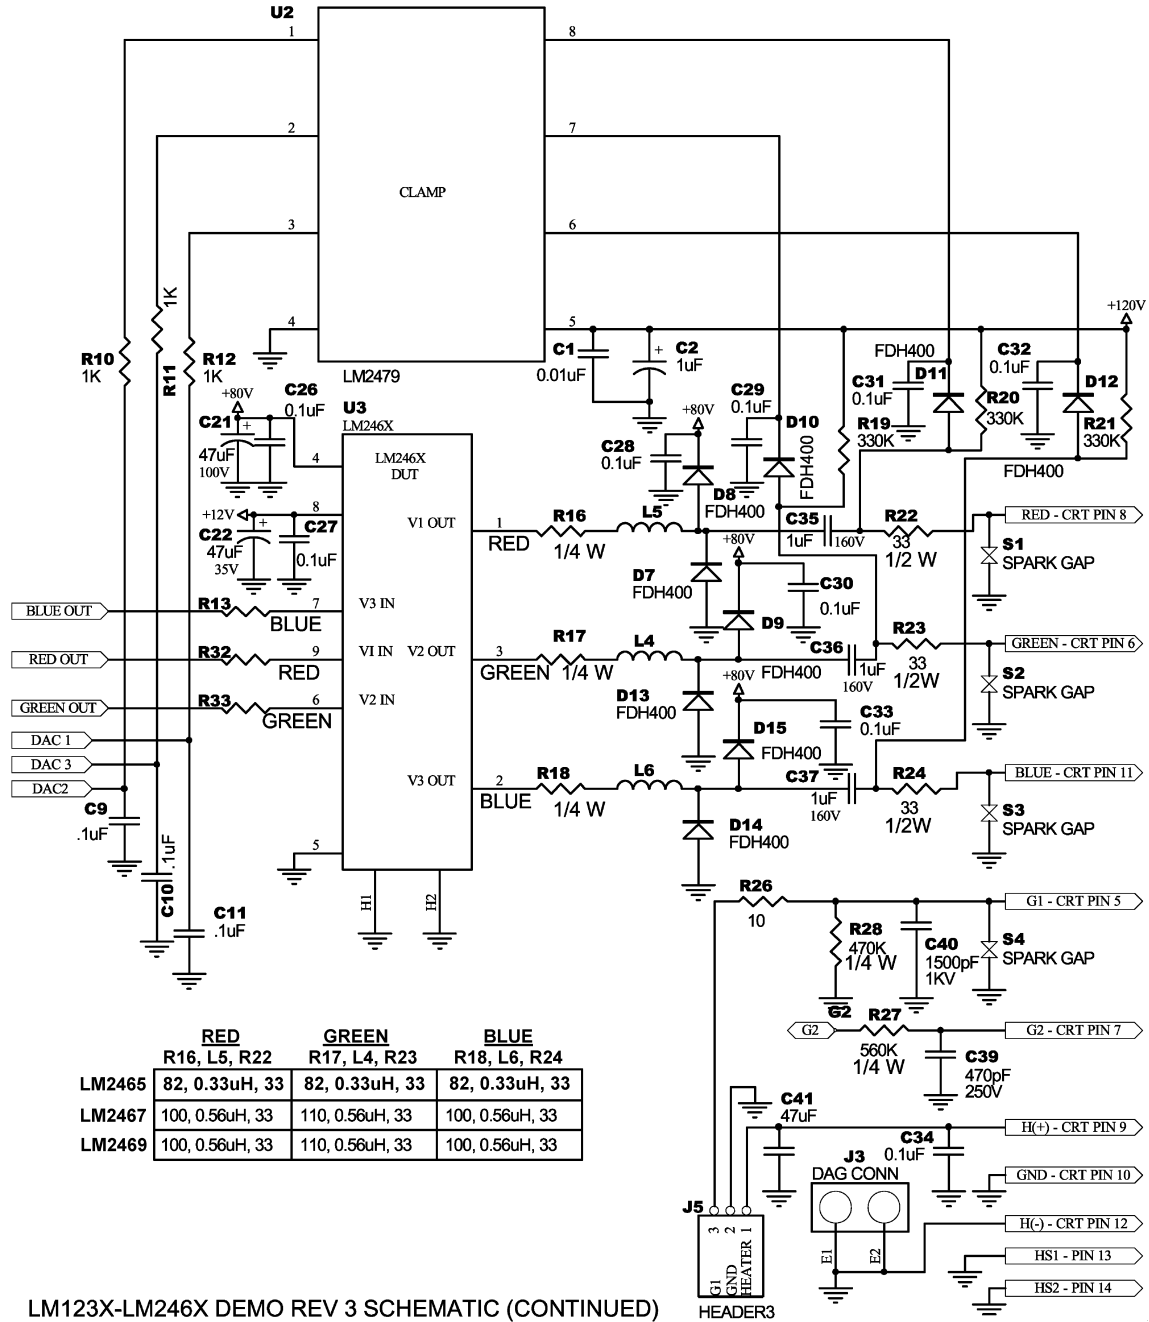 U2
1
8
2
7
CLAMP
3
6
1K
4
5
+120V
R10
1K
R11
R12
1K
LM2479
C1
0.01uF
+
C2
1uF
FDH400
D11
C31
0.1uF
C32
0.1uF
D12
R20
330K
R21
330K
FDH400
+80V
C26
0.1uF
C21
+
47uF
100V
U3
LM246X
LM246X
DUT
4
C29
0.1uF
D10
FDH400
R19
330K
+80V
C28
0.1uF
D8
FDH400
+12V
8
C22
+
47uF
35V
C27
0.1uF
V1 OUT
1
RED
R16
1/4 W
L5
C35
1uF
160V
R22
33
1/2 W
RED - CRT PIN 8
S1
SPARK GAP
+80V
D7
FDH400
C30
0.1uF
D9
BLUE OUT
R13
7
BLUE
V3 IN
RED OUT
R32
9
RED
V1 IN
V2 OUT
3
GREEN
R17
1/4 W
L4
FDH400
C36
1uF
160V
R23
33
1/2W
GREEN - CRT PIN 6
S2
SPARK GAP
GREEN OUT
R33
6
GREEN
V2 IN
D13
FDH400
+80V
D15
FDH400
C33
0.1uF
DAC 1
DAC 3
DAC2
V3 OUT
2
BLUE
R18
1/4 W
L6
C37
1uF
160V
R24
33
1/2W
BLUE - CRT PIN 11
S3
SPARK GAP
C9
.1uF
.1uF
C10
5
D14
FDH400
C11
.1uF
H1
H2
R26
10
G1 - CRT PIN 5
R28
470K
1/4 W
C40
1500pF
1KV
S4
SPARK GAP
G2
G2
R27
560K
1/4 W
G2 - CRT PIN 7
C39
470pF
250V
RED
GREEN
BLUE
R16, L5, R22
R17, L4, R23
R18, L6, R24
LM2465
82, 0.33uH, 33
82, 0.33uH, 33
82, 0.33uH, 33
LM2467
100, 0.56uH, 33
110, 0.56uH, 33
100, 0.56uH, 33
LM2469
100, 0.56uH, 33
110, 0.56uH, 33
100, 0.56uH, 33
C41
47uF
H(+) - CRT PIN 9
C34
0.1uF
J3
DAG CONN
GND - CRT PIN 10
J5
3
2
1
G1
GND
HEATER
HEADER3
E1
E2
H(-) - CRT PIN 12
HS1 - PIN 13
HS2 - PIN 14
LM123X-LM246X DEMO REV 3 SCHEMATIC (CONTINUED)